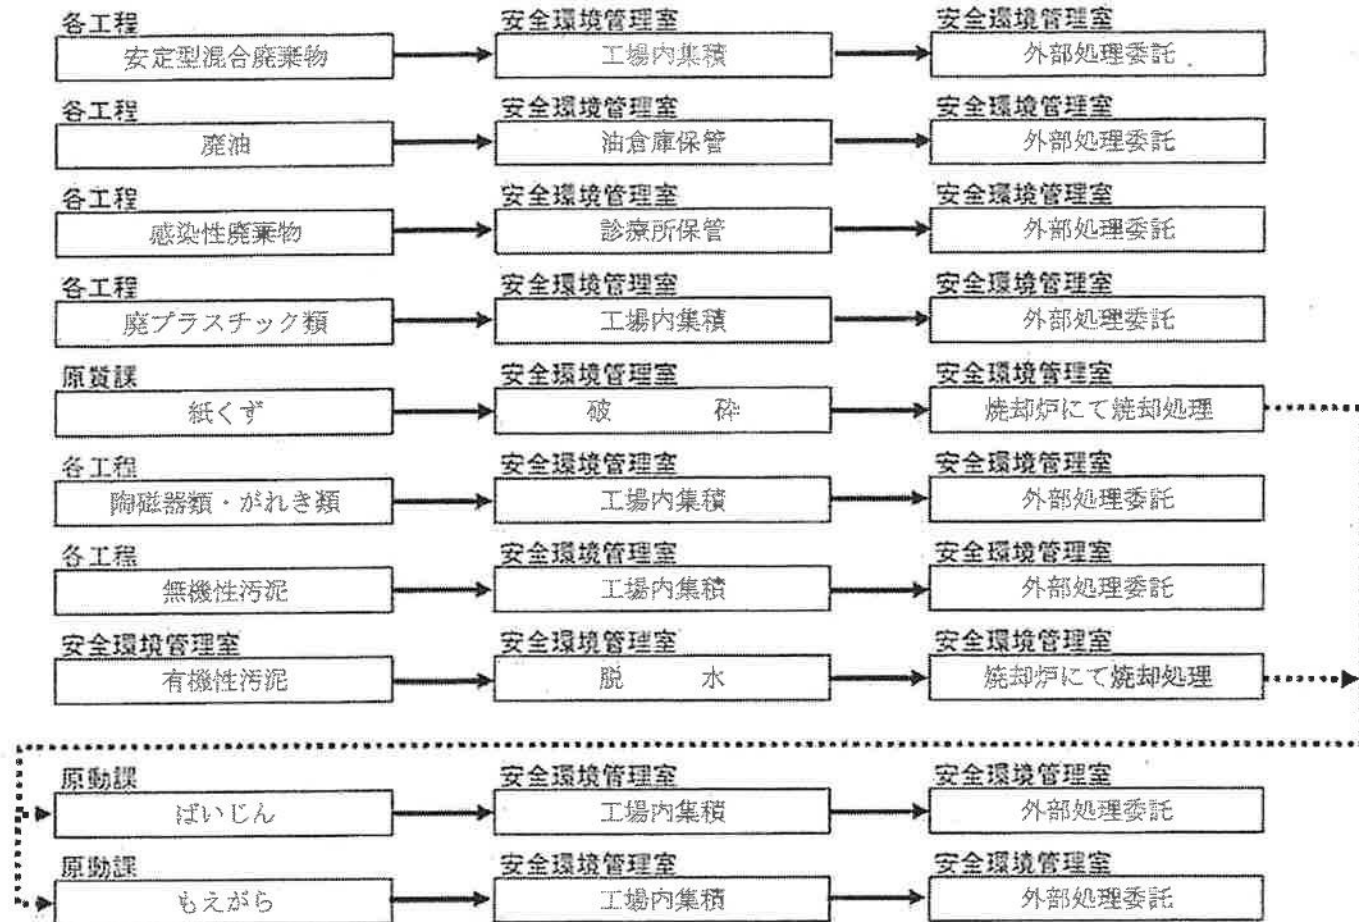 各工程 安全環境管理室 安全環境管理室
安定型混合廃棄物 工場内集積 外部処理委託
各工程 安全環境管理室 安全環境管理室
廃油 油倉庫保管 外部処理委託
各工程 安全環境管理室 安全環境管理室
感染性廃棄物 診療所保管 外部処理委託
各工程 安全環境管理室 安全環境管理室
廃プラスチック類 工場内集積 外部処理委託
原質課 安全環境管理室 安全環境管理室
紙くず 破 砕 焼却炉にて焼却処理
各工程 安全環境管理室 安全環境管理室
陶磁器類・がれき類 工場内集積 外部処理委託
各工程 安全環境管理室 安全環境管理室
無機性汚泥 工場内集積 外部処理委託
安全環境管理室 安全環境管理室 安全環境管理室
有機性汚泥 脱 水 焼却炉にて焼却処理
原動課 安全環境管理室 安全環境管理室
ばいじん 工場内集積 外部処理委託
原動課 安全環境管理室 安全環境管理室
もえがら 工場内集積 外部処理委託